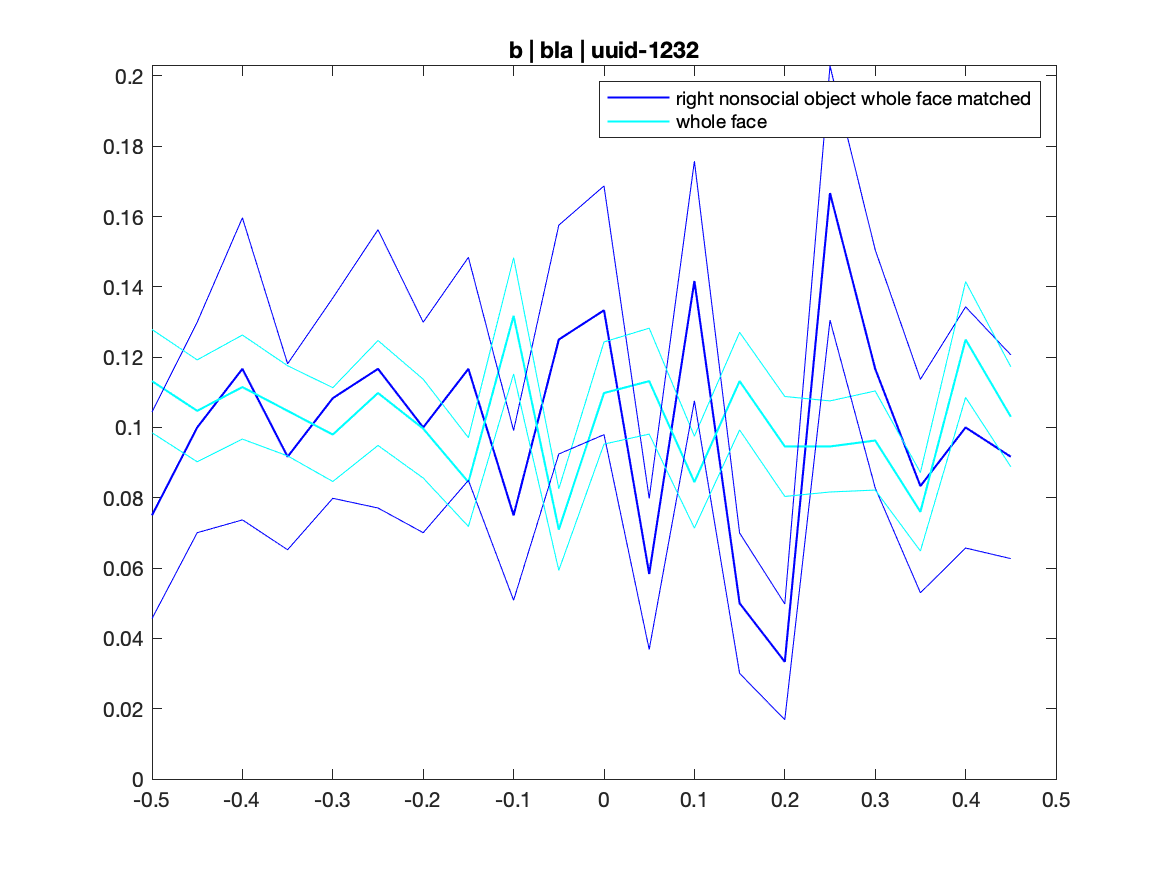 b | bla | uuid-1232
right nonsocial object whole face matched
whole face
0.2
0.18
0.16
0.14
0.12
0.1
0.08
0.06
0.04
0.02
0
-0.5 -0.4 -0.3 -0.2 -0.1 0 0.1 0.2 0.3 0.4 0.5